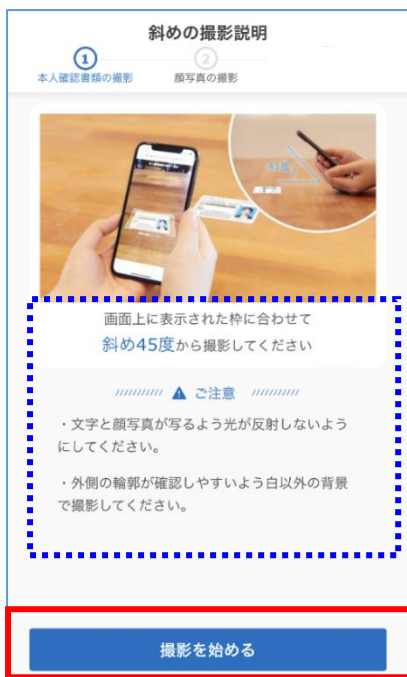 斜めの撮影説明
1
2
本人確認書類の撮影
顔写真の撮影
45度
画面上に表示された枠に合わせて
斜め45度から撮影してください
ご注意
・文字と顔写真が写るよう光が反射しないよう
にしてください。
・外側の輪郭が確認しやすいよう白以外の背景
で撮影してください。
撮影を始める